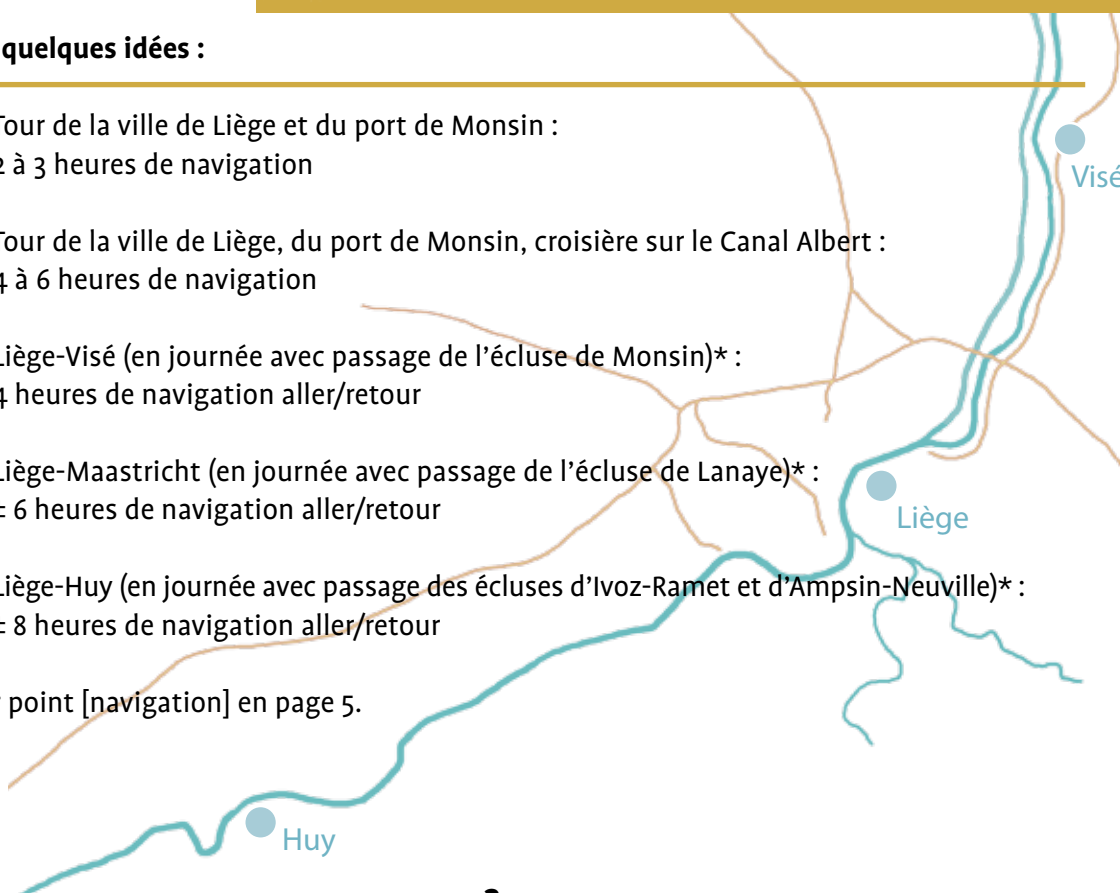 quelques idées :
Tour de la ville de Liège et du port de Monsin :
2 à 3 heures de navigation
Visé
Tour de la ville de Liège, du port de Monsin, croisière sur le Canal Albert :
4 à 6 heures de navigation
Liège-Visé (en journée avec passage de l'écluse de Monsin)* :
4 heures de navigation aller/retour
Liège-Maastricht (en journée avec passage de l'écluse de Lanaye)* :
= 6 heures de navigation aller/retour
Liège
Liège-Huy (en journée avec passage des écluses d'Ivoz-Ramet et d'Ampsin-Neuville)* :
= 8 heures de navigation aller/retour
point [navigation] en page 5.
Huy